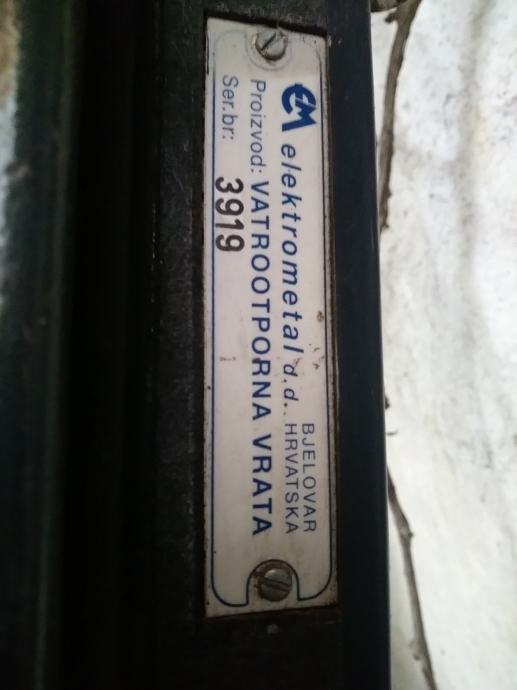 EM elektrometal d.d. BJELOVAR HRVATSKA
Proizvod: VATROOTPORNA VRATA
Ser.br: 3919